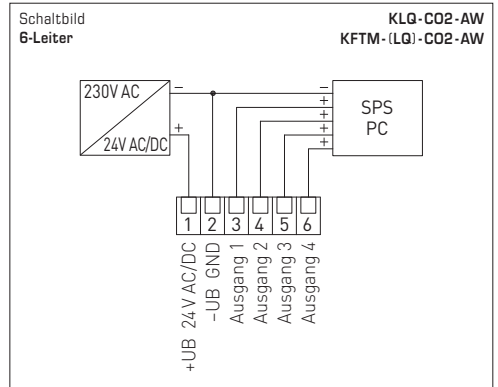 Schaltbild
6-Leiter
KLQ-CO2-AW
KFTM-(LQ)-CO2-AW
230V AC
24V AC/DC
−
+
−
+
+
+
+
SPS
PC
1 2 3 4 5 6
+UB 24 V AC/DC
−UB GND
Ausgang 1
Ausgang 2
Ausgang 3
Ausgang 4